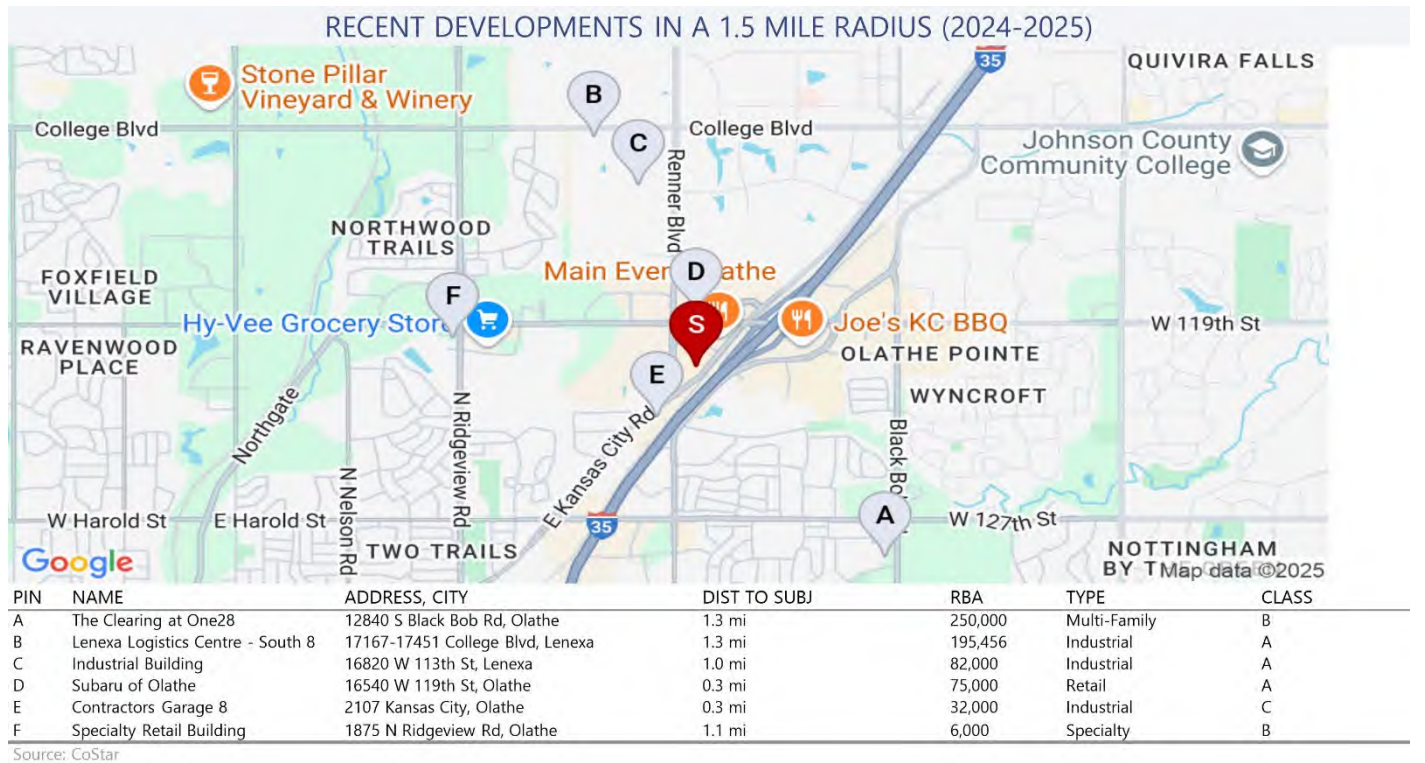 RECENT DEVELOPMENTS IN A 1.5 MILE RADIUS (2024-2025)
35
QUIVIRA FALLS
Stone Pillar
Vineyard & Winery
B
College Blvd
College Blvd
C
Johnson County
Community College
Renner Blvd
NORTHWOOD
TRAILS
FOXFIELD
VILLAGE
Main Even
D
athe
F
Hy-Vee Grocery Store
S
Joe's KC BBQ
W 119th St
RAVENWOOD
PLACE
OLATHE POINTE
E
WYNCROFT
Northgate
N Ridgeview Rd
E Kansas City Rd
Black Bo
N Nelson Rd
A
W Harold St
E Harold St
35
W 127th St
TWO TRAILS
NOTTINGHAM
BY T
Google
Map data ©2025
PIN NAME ADDRESS, CITY DIST TO SUBJ RBA TYPE CLASS
A The Clearing at One28 12840 S Black Bob Rd, Olathe 1.3 mi 250,000 Multi-Family B
B Lenexa Logistics Centre - South 8 17167-17451 College Blvd, Lenexa 1.3 mi 195,456 Industrial A
C Industrial Building 16820 W 113th St, Lenexa 1.0 mi 82,000 Industrial A
D Subaru of Olathe 16540 W 119th St, Olathe 0.3 mi 75,000 Retail A
E Contractors Garage 8 2107 Kansas City, Olathe 0.3 mi 32,000 Industrial C
F Specialty Retail Building 1875 N Ridgeview Rd, Olathe 1.1 mi 6,000 Specialty B
Source: CoStar